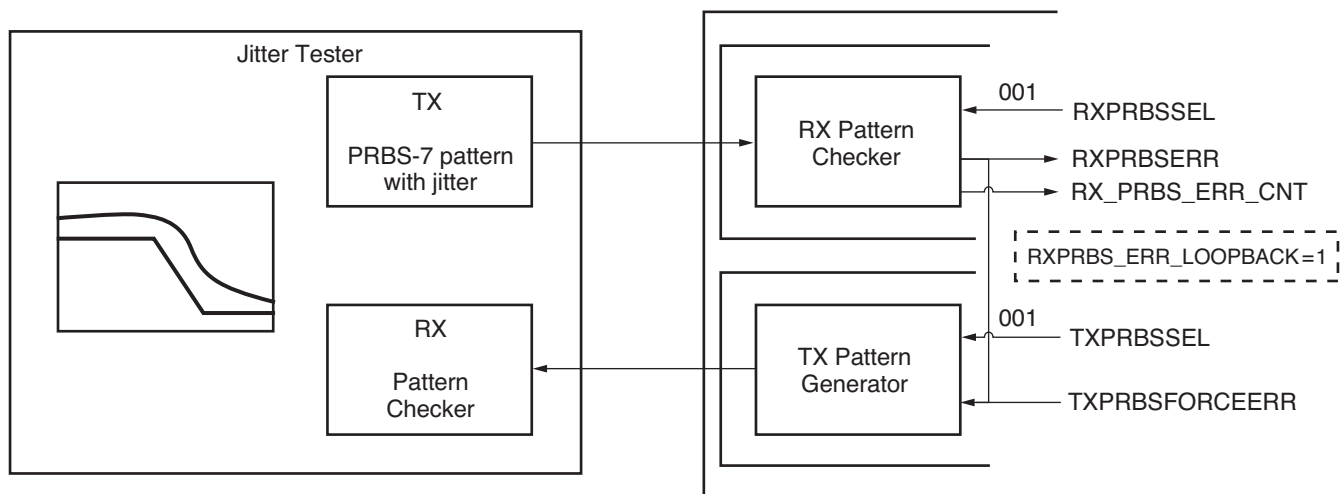 Jitter Tester
TX
PRBS-7 pattern
with jitter
RX
Pattern
Checker
RX Pattern
Checker
001
RXPRBSSEL
RXPRBSERR
RX_PRBS_ERR_CNT
RXPRBS_ERR_LOOPBACK=1
TX Pattern
Generator
001
TXPRBSSEL
TXPRBSFORCEERR